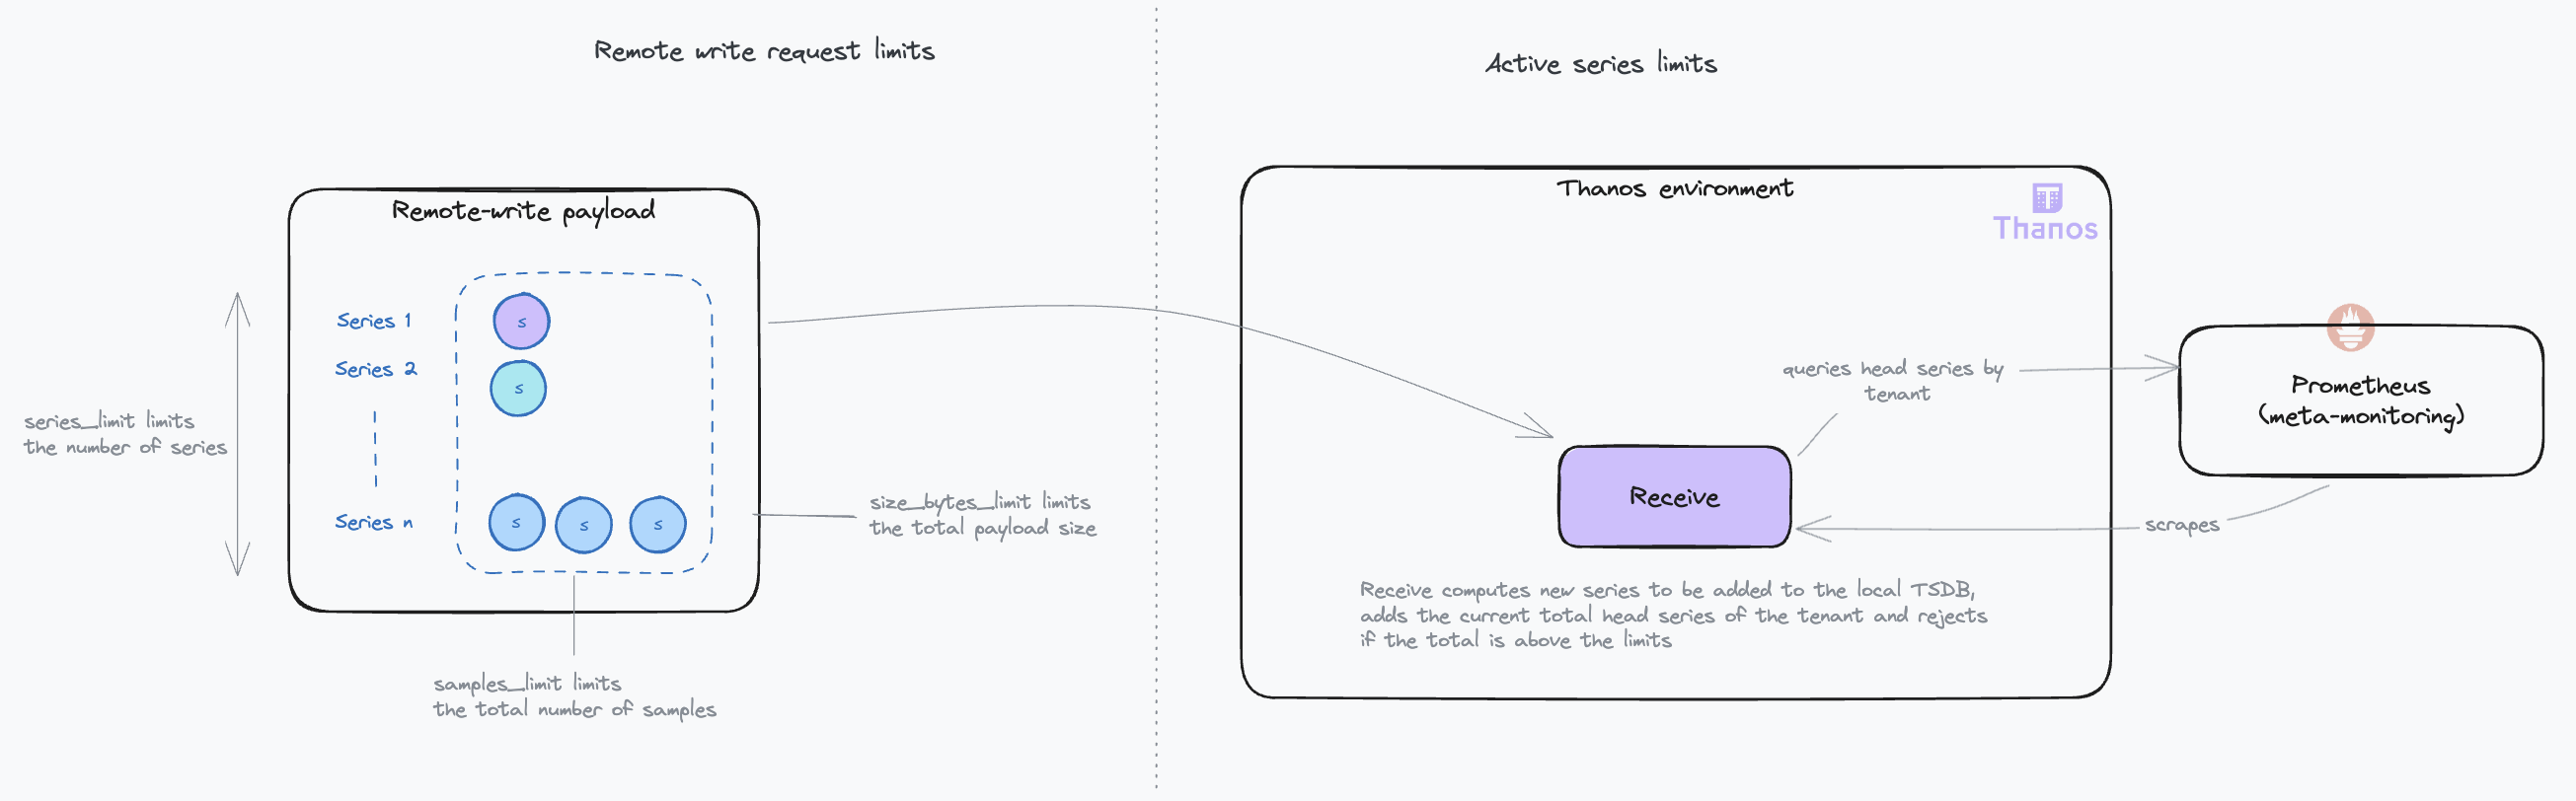 Remote write request limits
Active series limits
Remote-write payload
Series 1
s
Series 2
s
Series n
s
s
s
series_limit limits
the number of series
size_bytes_limit limits
the total payload size
samples_limit limits
the total number of samples
Thanos environment
Thanos
queries head series by
tenant
Prometheus
(meta-monitoring)
Receive
scrapes
Receive computes new series to be added to the local TSDB,
adds the current total head series of the tenant and rejects
if the total is above the limits